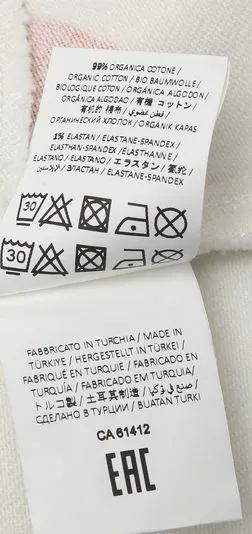 99% ORGANICA COTONE /
ORGANIC COTTON / BIO BAUMWOLLE /
BIOLOGIQUE COTON / ORGÁNICA ALGODON /
ORGÂNICA ALGODAO / 有機 コットン /
有机的 棉布 / قطن عضوي /
ОРГАНИЧЕСКИЙ ХЛОПОК / ORGANIK KAPAS
1% ELASTAN / ELASTANE-SPANDEX /
ELASTHAN-SPANDEX / ÉLASTHANNE /
ELASTANO / ELASTANO / エラスタン / 氨纶 /
ЭЛАСТАН / ELASTANE-SPANDEX
30
30
FABBRICATO IN TURCHIA / MADE IN
TÜRKIYE / HERGESTELLT IN TÜRKEI /
FABRIQUÉ EN TURQUIE / FABRICADO EN
TURQUÍA / FABRICADO EM TURQUIA/
トルコ製 / 土耳其制造 / صنع في تركيا /
СДЕЛАНО В ТУРЦИИ / BUATAN TURKI
CA 61412
EAC